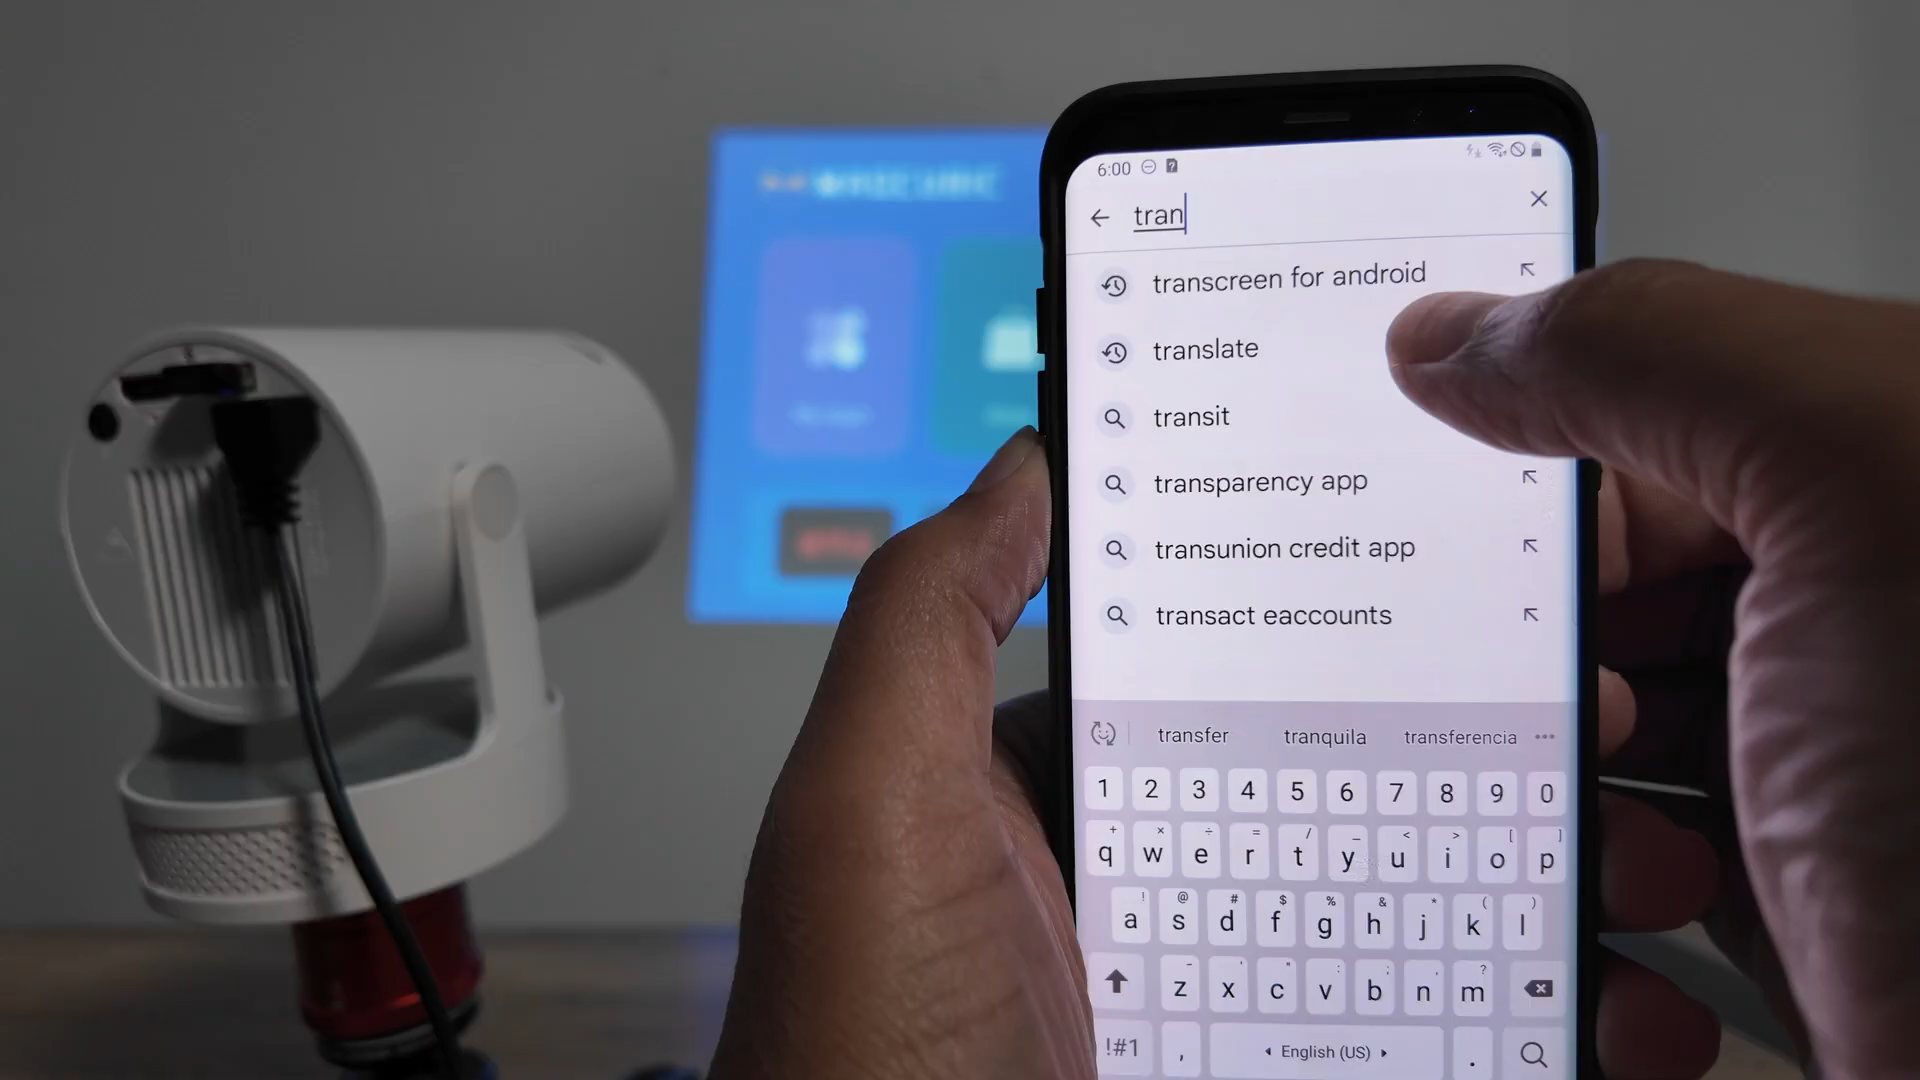 6:00
tran
transcreen for android
translate
transit
transparency app
transunion credit app
transact eaccounts
transfer tranquila transferencia •••
1 2 3 4 5 6 7 8 9 0
+ × ÷ = / _ < > [ ]
q w e r t y u i o p
! @ # $ % & * ( )
a s d f g h j k l
- ' " : ; , ?
z x c v b n m
!#1 , English (US) .